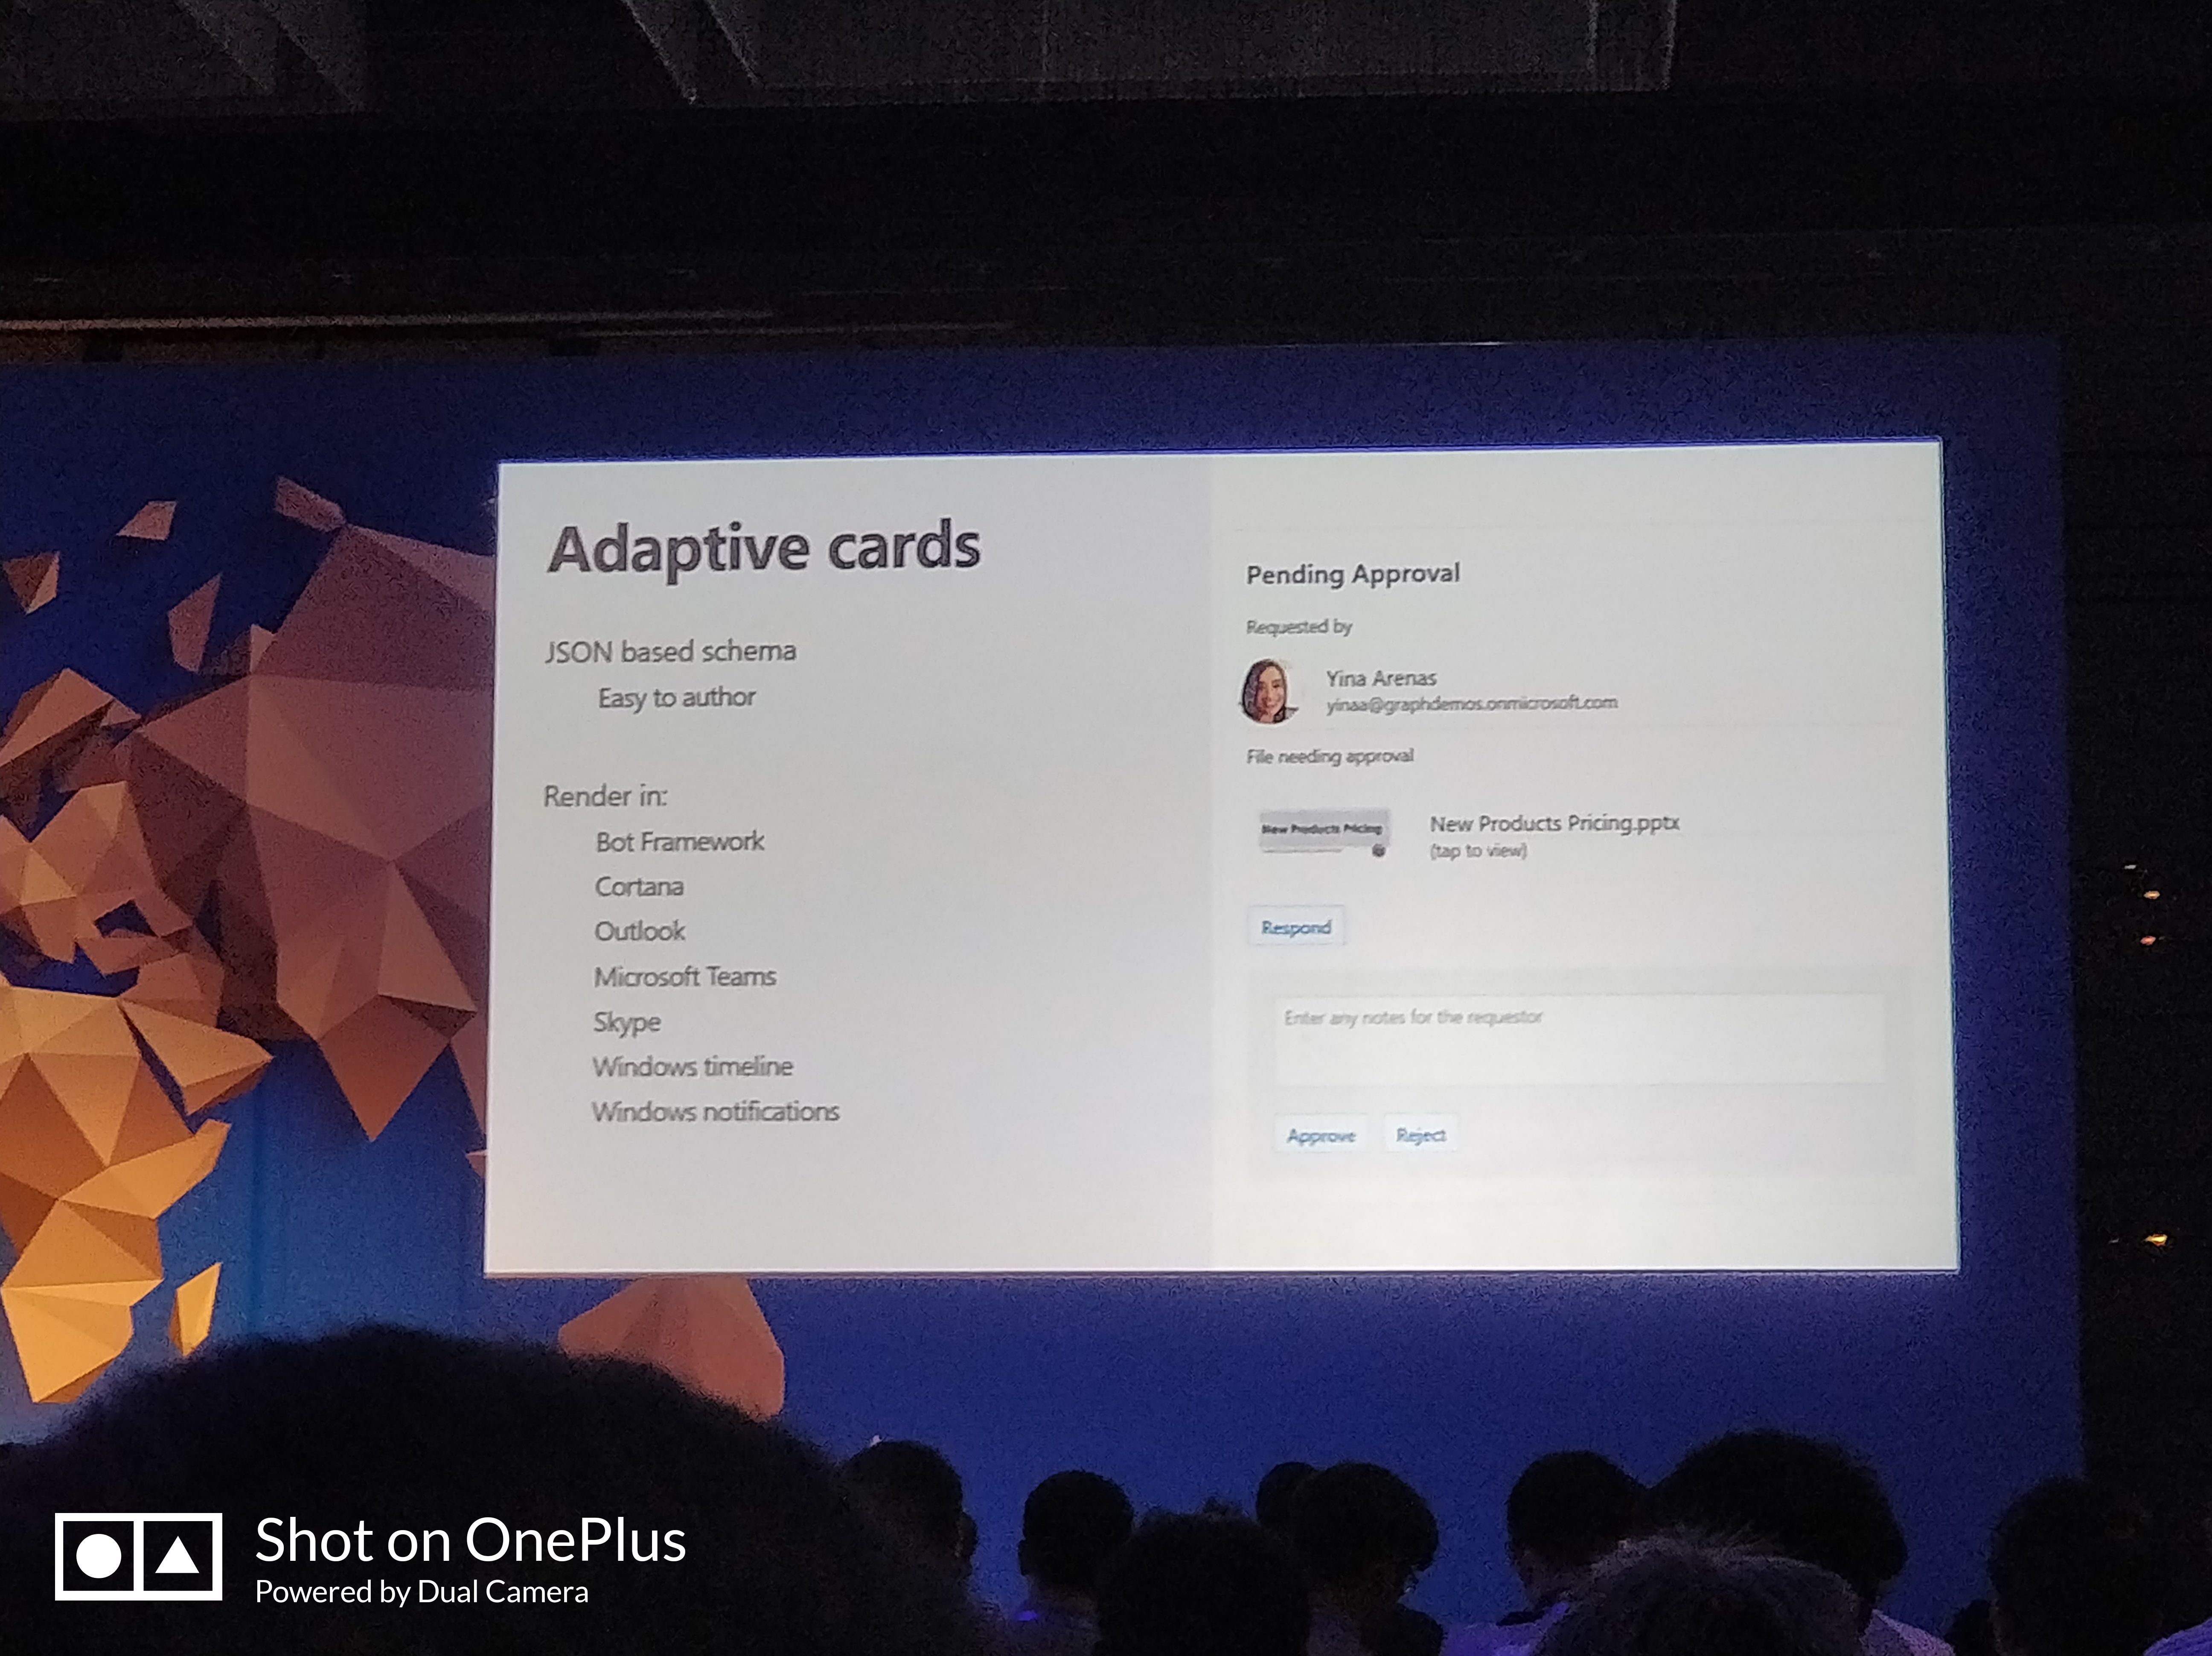 Adaptive cards
JSON based schema
Easy to author
Render in:
Bot Framework
Cortana
Outlook
Microsoft Teams
Skype
Windows timeline
Windows notifications
Pending Approval
Requested by
Yina Arenas
yinaa@graphdemos.onmicrosoft.com
File needing approval
New Products Pricing
New Products Pricing.pptx
(tap to view)
Respond
Enter any notes for the requestor
Approve Reject
Shot on OnePlus
Powered by Dual Camera